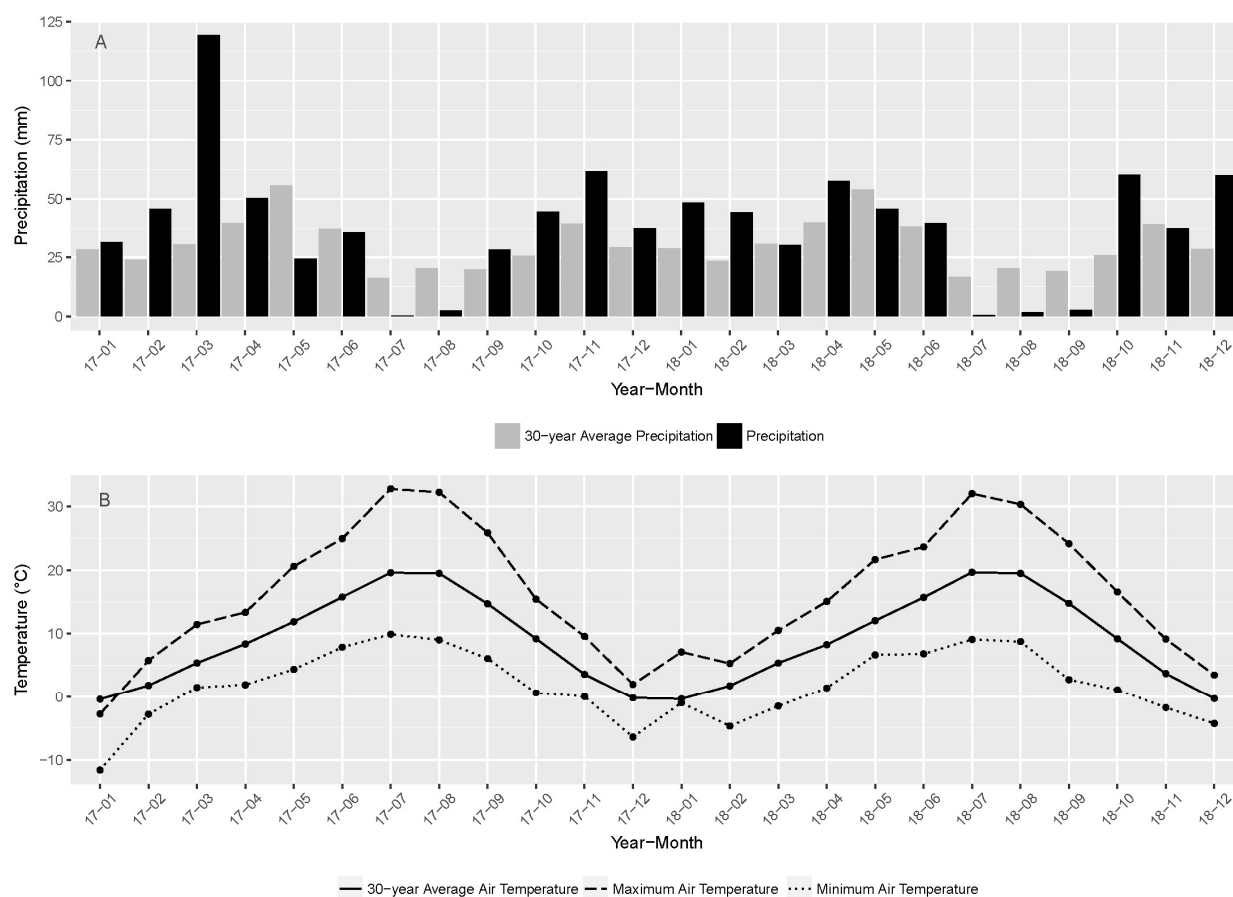 A
125
100
75
50
25
0
Precipitation (mm)
17−01 17−02 17−03 17−04 17−05 17−06 17−07 17−08 17−09 17−10 17−11 17−12 18−01 18−02 18−03 18−04 18−05 18−06 18−07 18−08 18−09 18−10 18−11 18−12
Year−Month
30−year Average Precipitation Precipitation
B
30
20
10
0
−10
Temperature (°C)
17−01 17−02 17−03 17−04 17−05 17−06 17−07 17−08 17−09 17−10 17−11 17−12 18−01 18−02 18−03 18−04 18−05 18−06 18−07 18−08 18−09 18−10 18−11 18−12
Year−Month
30−year Average Air Temperature Maximum Air Temperature Minimum Air Temperature